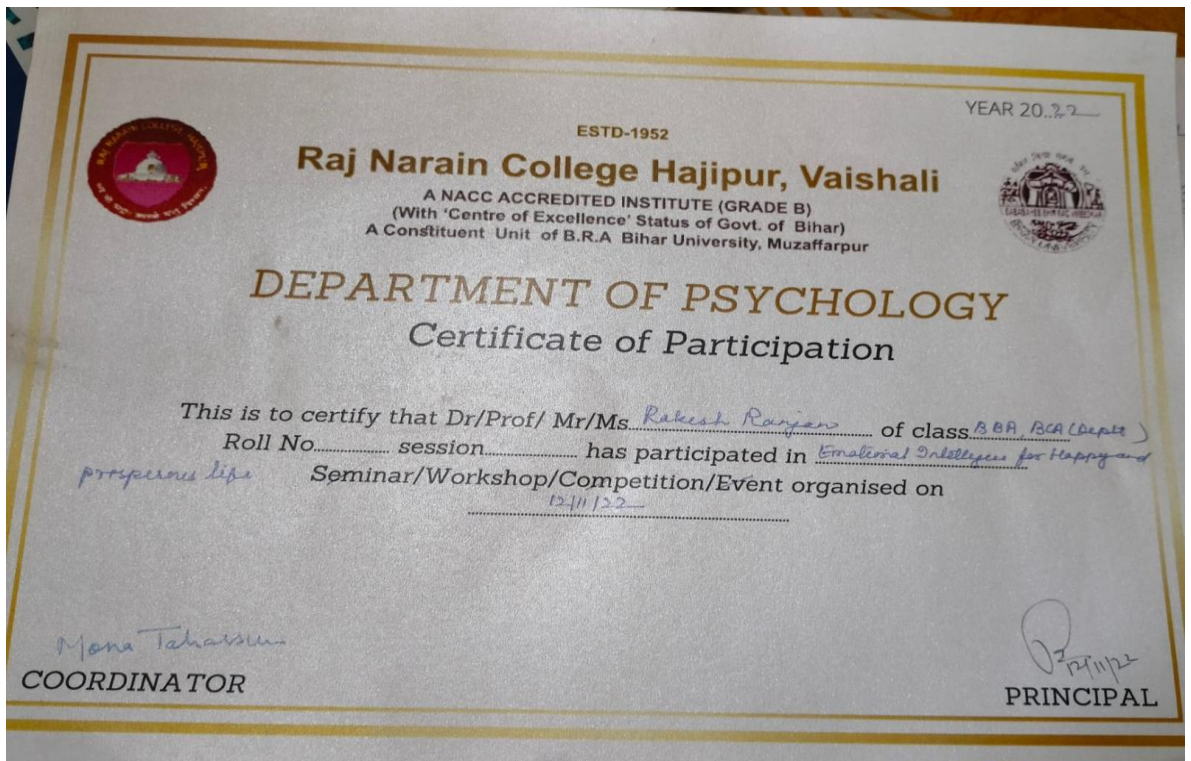 YEAR 20..22
ESTD-1952
Raj Narain College Hajipur, Vaishali
A NACC ACCREDITED INSTITUTE (GRADE B)
(With 'Centre of Excellence' Status of Govt. of Bihar)
A Constituent Unit of B.R.A Bihar University, Muzaffarpur
RAJ NARAIN COLLEGE, HAJIPUR
DEPARTMENT OF PSYCHOLOGY
Certificate of Participation
This is to certify that Dr/Prof/ Mr/Ms Rakesh Ranjan of class BBA, BCA (Deptt)
Roll No............. session................. has participated in Emotional Intelligence for Happy and
prosperous life Seminar/Workshop/Competition/Event organised on
12/11/22
Mona
COORDINATOR
12/11/22
PRINCIPAL